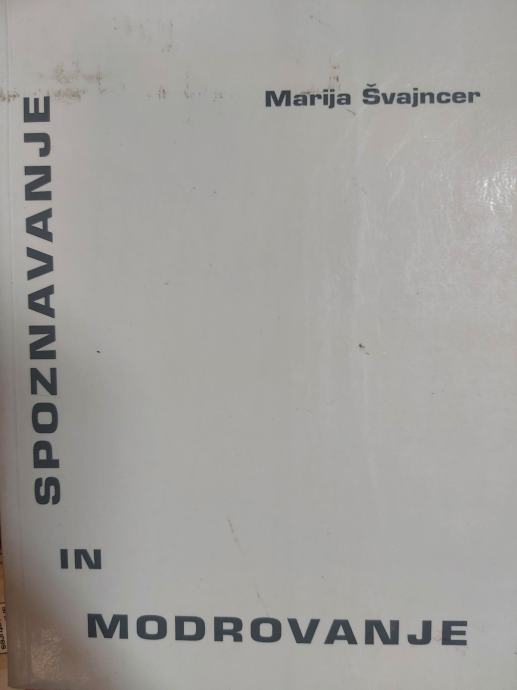 Marija Švajncer
SPOZNAVANJE
IN
MODROVANJE